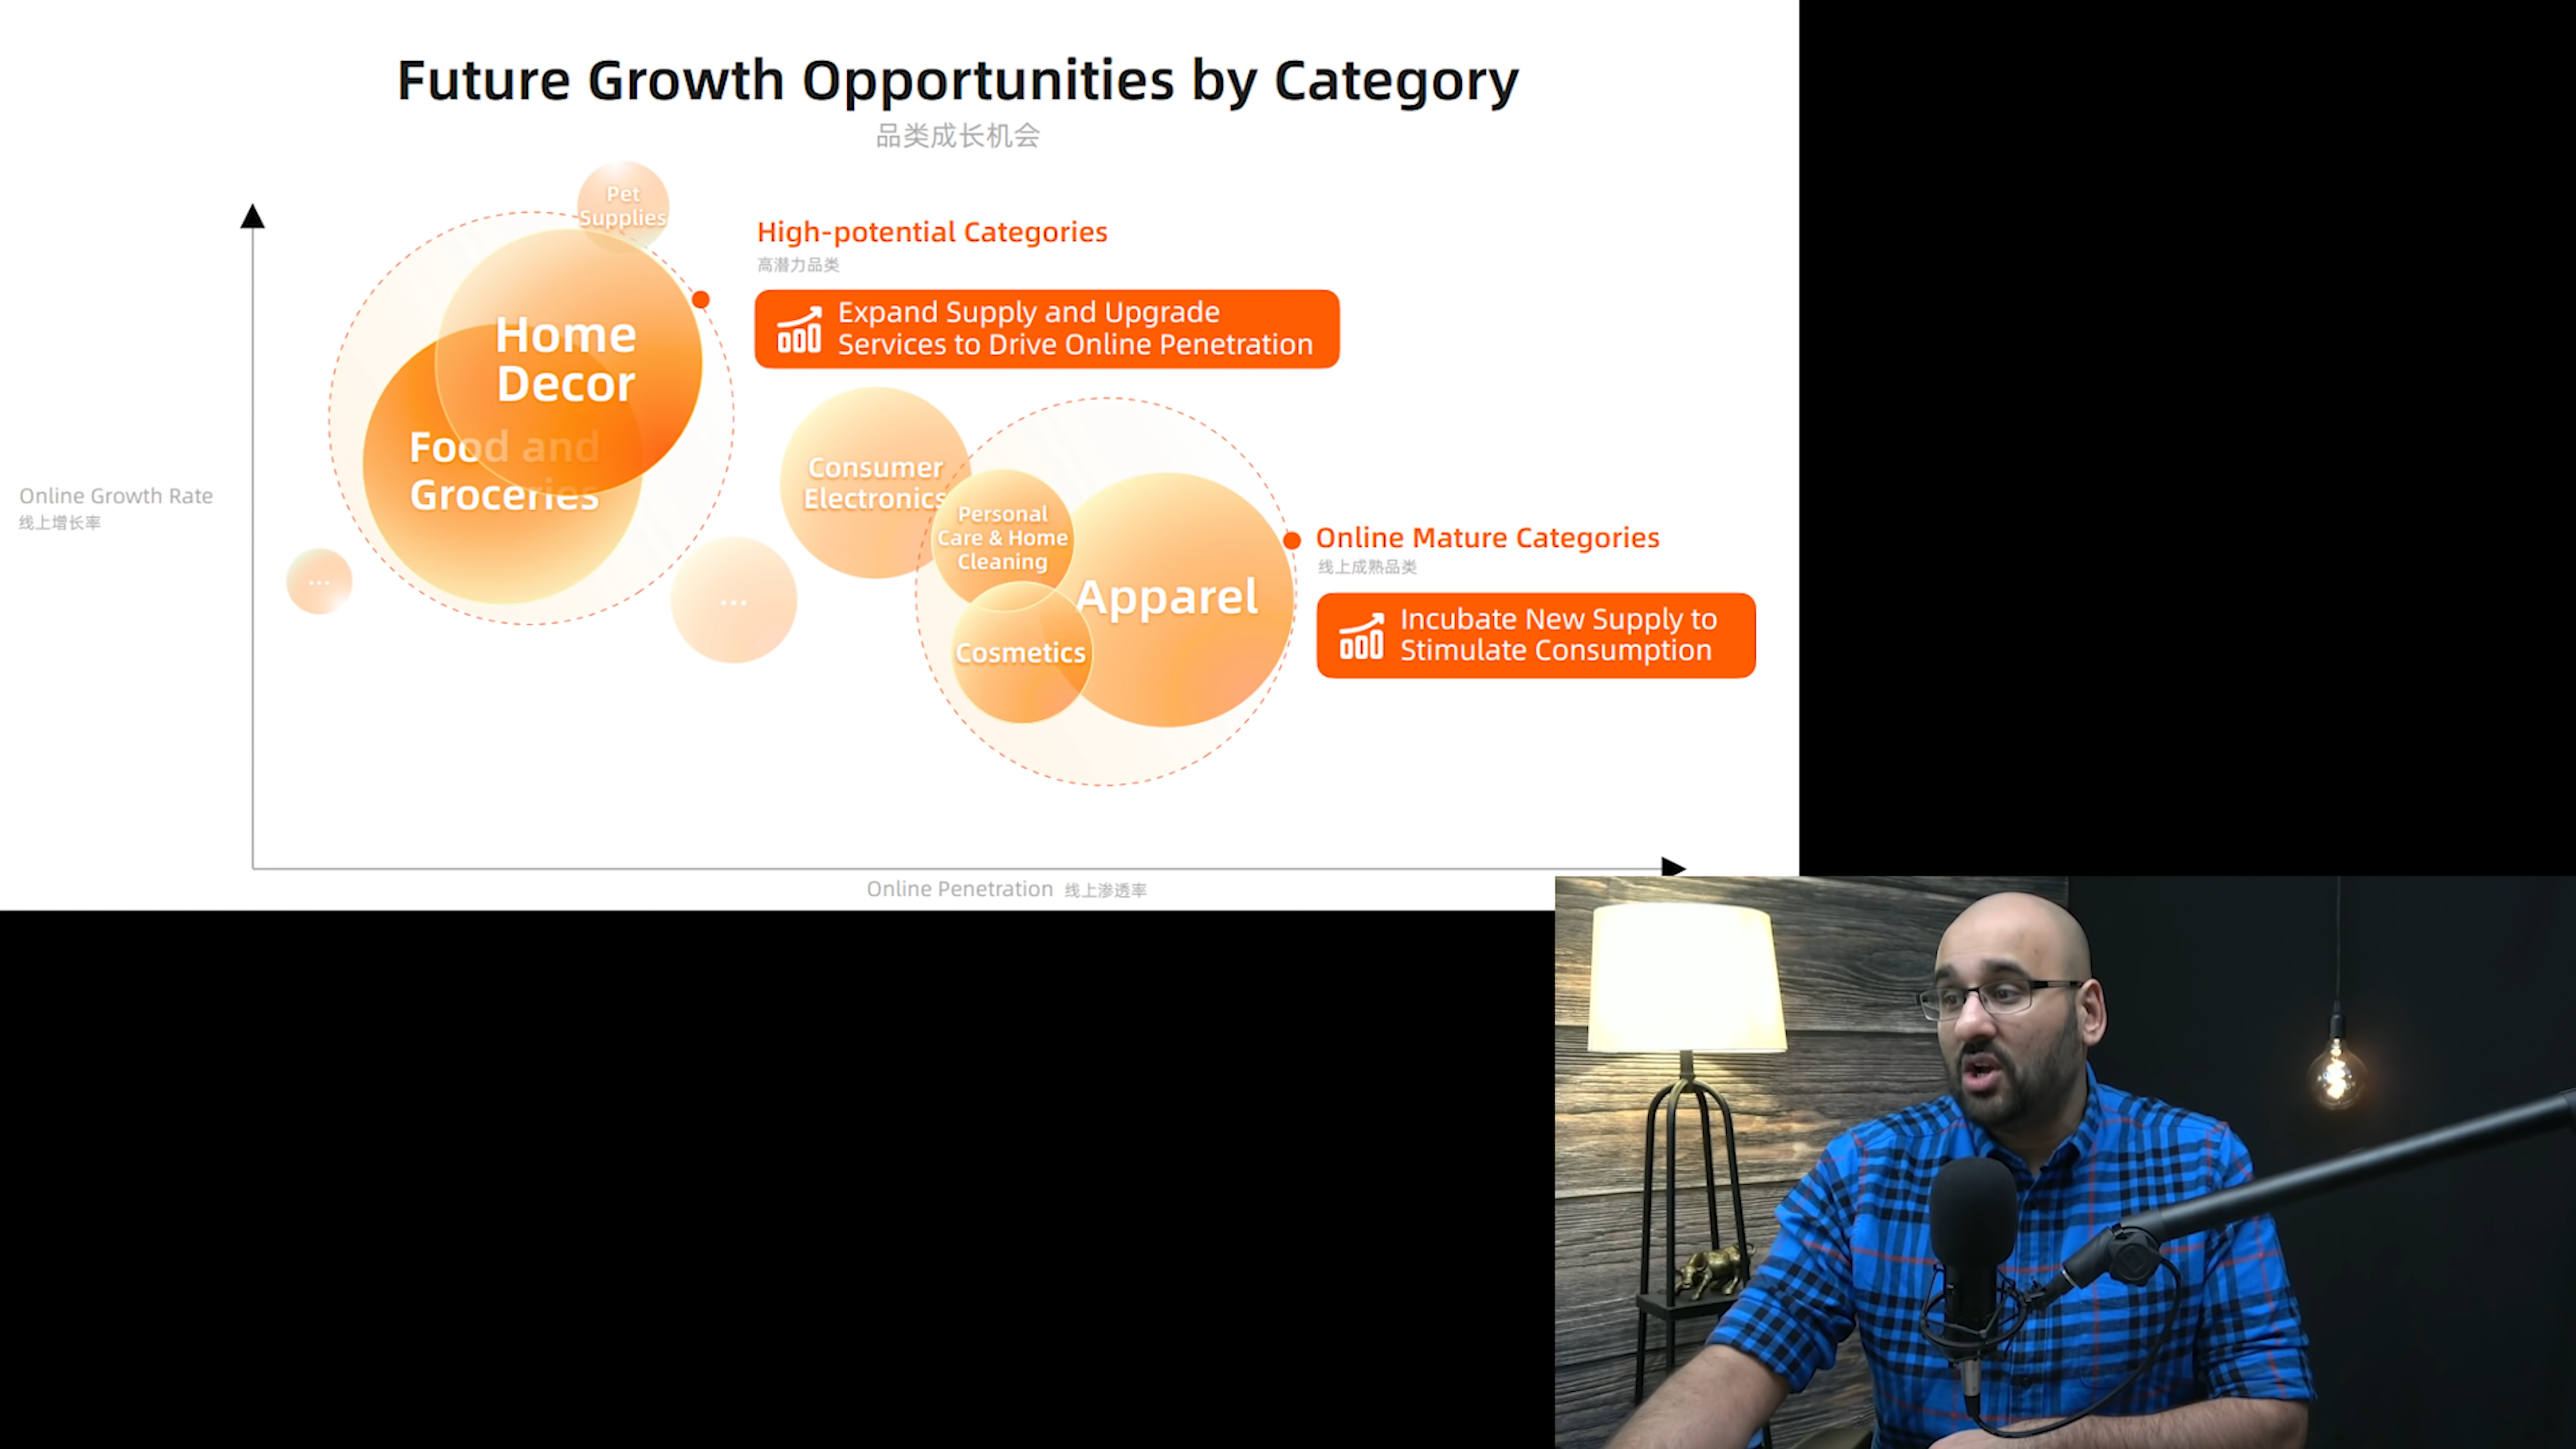 Future Growth Opportunities by Category
品类成长机会
Pet
Supplies
High-potential Categories
高潜力品类
Expand Supply and Upgrade
Services to Drive Online Penetration
Home
Decor
Food and
Groceries
Consumer
Electronics
Personal
Care & Home
Cleaning
Apparel
Cosmetics
Online Growth Rate
线上增长率
...
...
Online Mature Categories
线上成熟品类
Incubate New Supply to
Stimulate Consumption
Online Penetration 线上渗透率